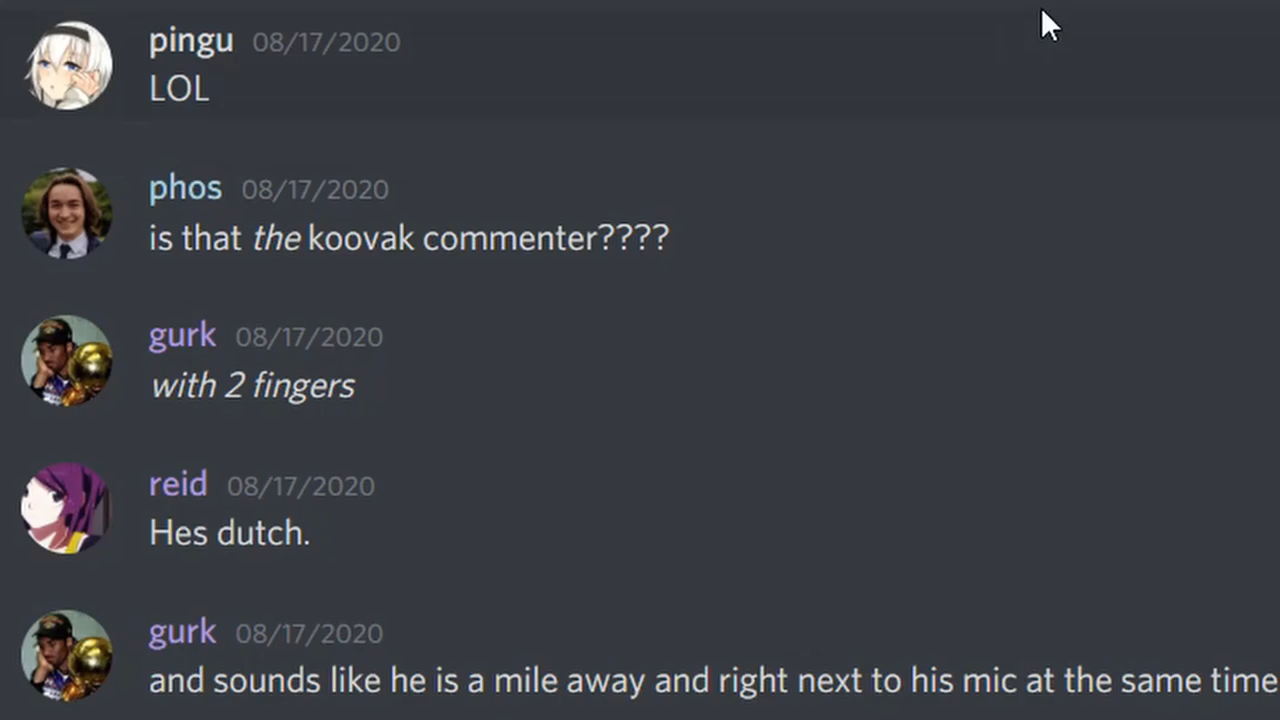 pingu 08/17/2020
LOL
phos 08/17/2020
is that the koovak commenter????
gurk 08/17/2020
with 2 fingers
reid 08/17/2020
Hes dutch.
gurk 08/17/2020
and sounds like he is a mile away and right next to his mic at the same time